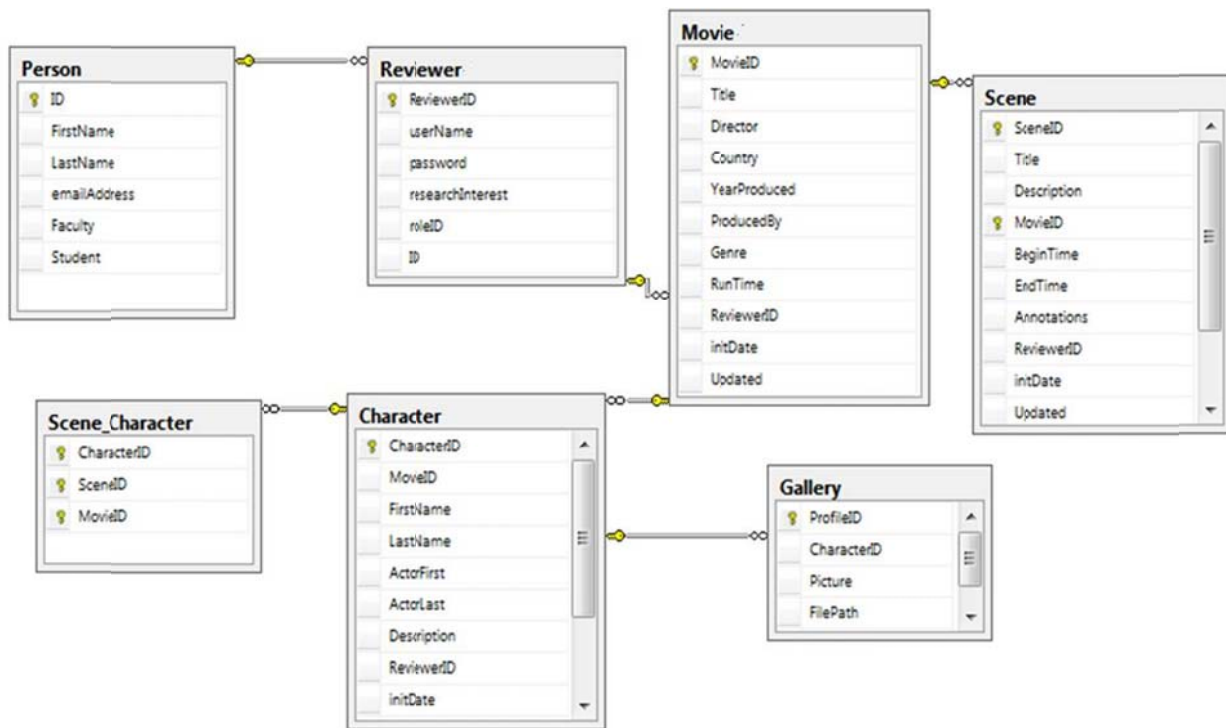 Person
ID
FirstName
LastName
emailAddress
Faculty
Student
Reviewer
ReviewerID
userName
password
researchInterest
roleID
ID
Movie
MovieID
Title
Director
Country
YearProduced
ProducedBy
Genre
RunTime
ReviewerID
initDate
Updated
Scene
SceneID
Title
Description
MovieID
BeginTime
EndTime
Annotations
ReviewerID
initDate
Updated
Scene_Character
CharacterID
SceneID
MovieID
Character
CharacterID
MoveID
FirstName
LastName
ActorFirst
ActorLast
Description
ReviewerID
initDate
Gallery
ProfileID
CharacterID
Picture
FilePath